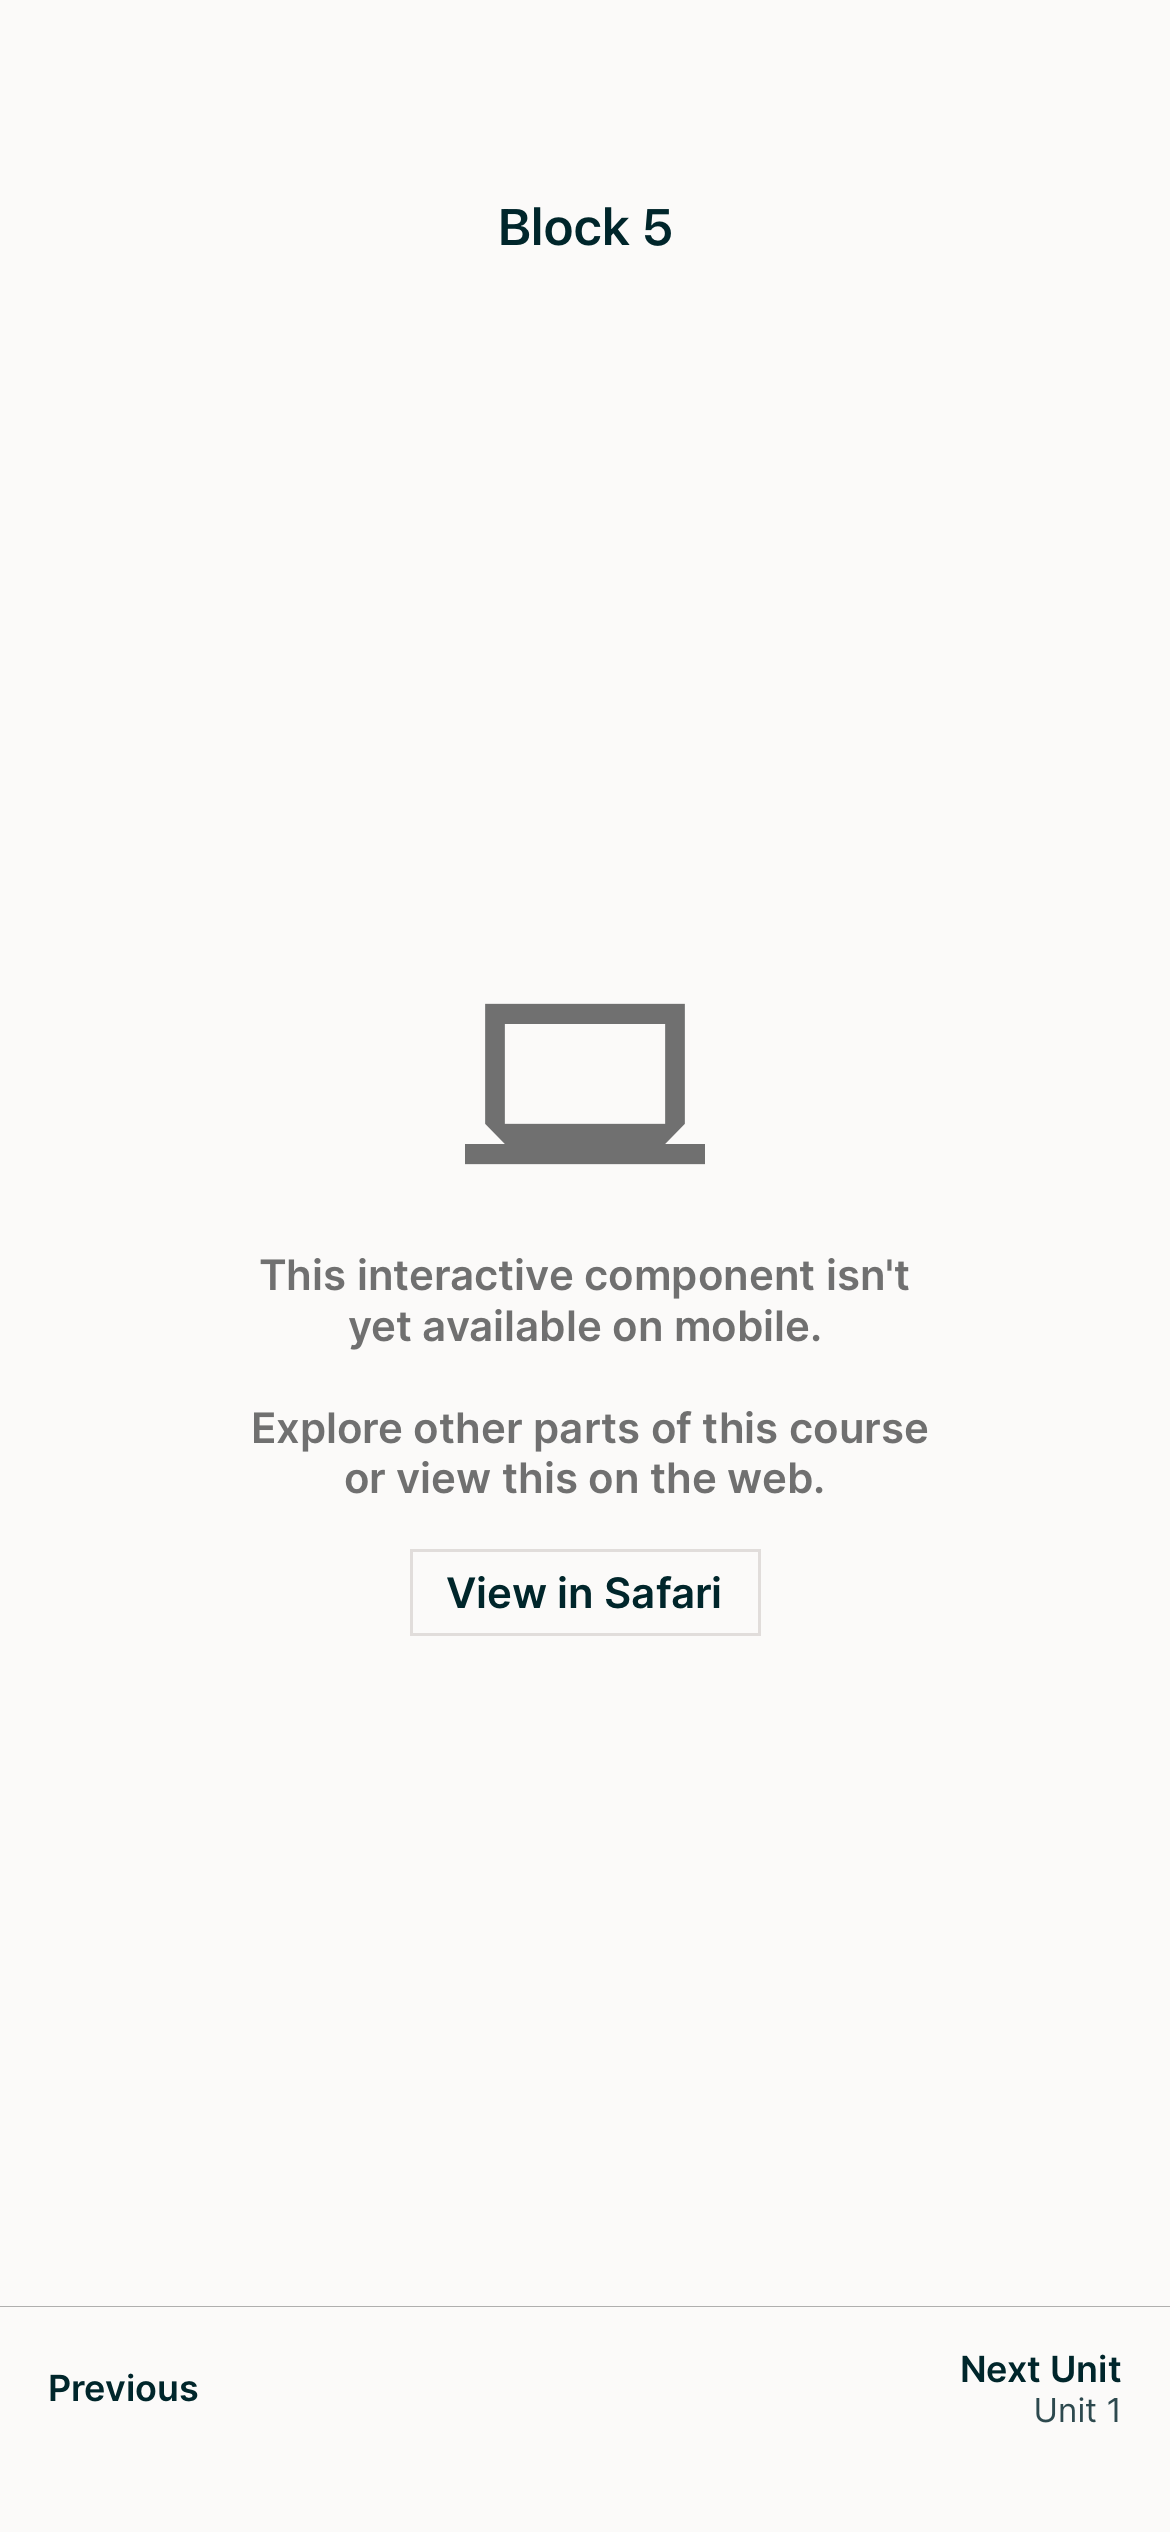 Block 5
This interactive component isn't
yet available on mobile.
Explore other parts of this course
or view this on the web.
View in Safari
Previous
Next Unit
Unit 1